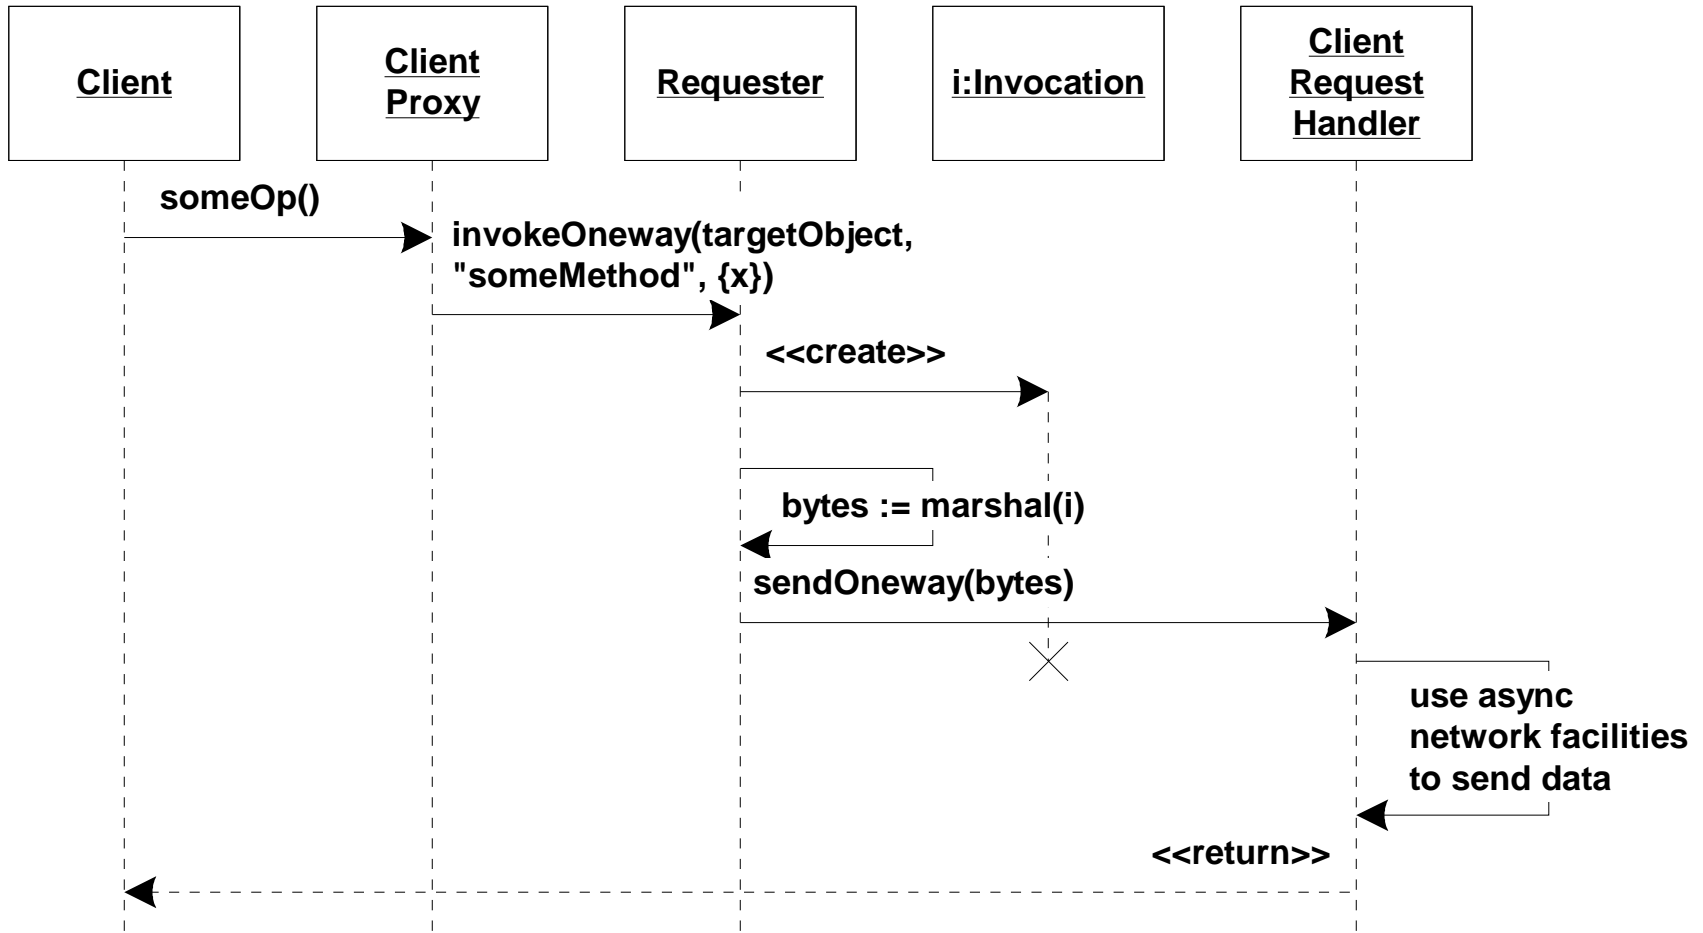 Client
Client
Proxy
Requester
i:Invocation
Client
Request
Handler
someOp()
invokeOneway(targetObject,
"someMethod", {x})
<<create>>
bytes := marshal(i)
sendOneway(bytes)
use async
network facilities
to send data
<<return>>